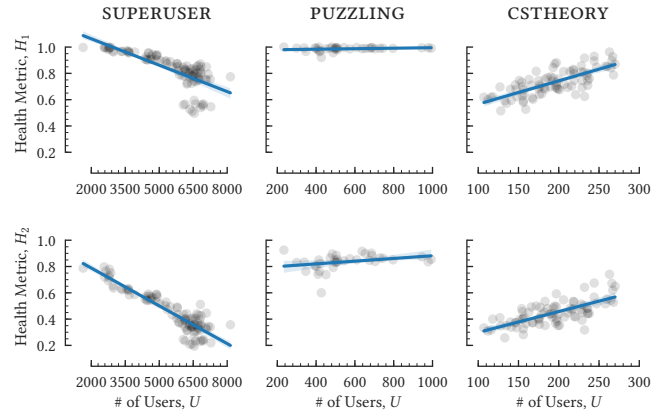 SUPERUSER PUZZLING CSTHEORY
Health Metric, H1
1.0
0.8
0.6
0.4
0.2
2000 3500 5000 6500 8000
200 400 600 800 1000
100 150 200 250 300
Health Metric, H2
1.0
0.8
0.6
0.4
0.2
2000 3500 5000 6500 8000
200 400 600 800 1000
100 150 200 250 300
# of Users, U # of Users, U # of Users, U